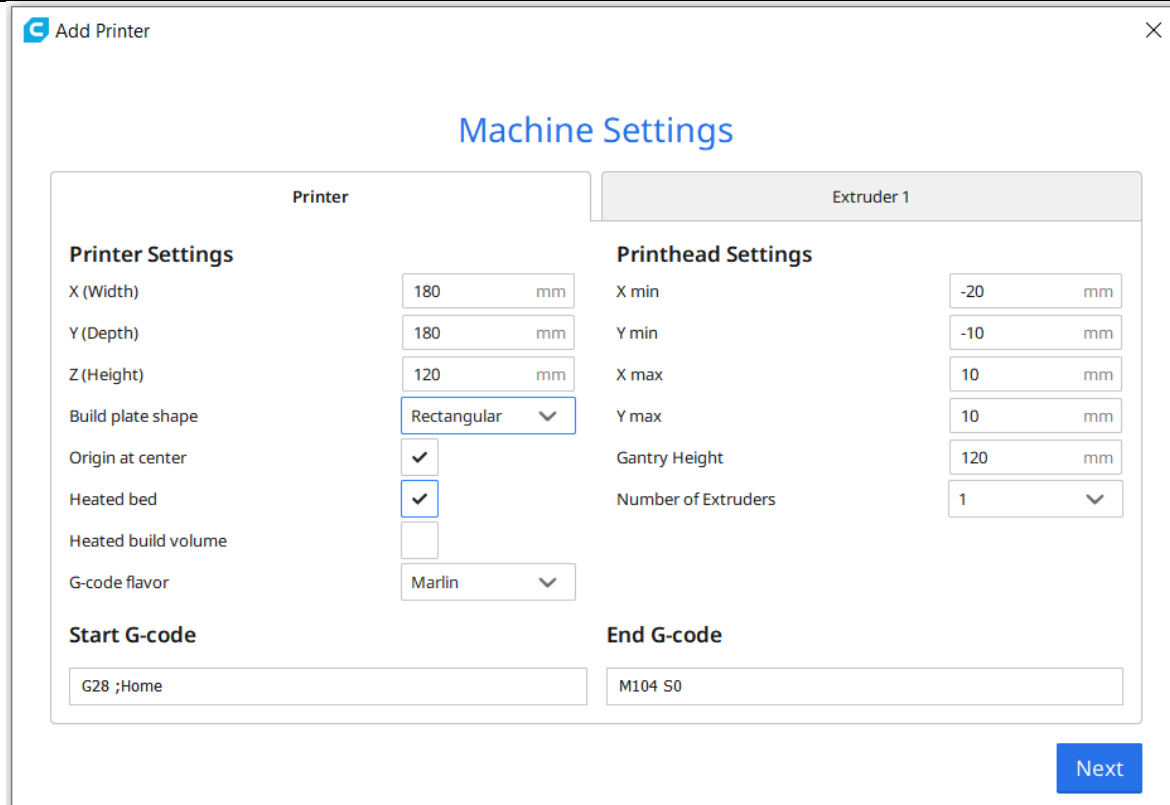 Add Printer
Machine Settings
Printer
Extruder 1
Printer Settings
X (Width)
180 mm
Y (Depth)
180 mm
Z (Height)
120 mm
Build plate shape
Rectangular
Origin at center
Heated bed
Heated build volume
G-code flavor
Marlin
Printhead Settings
X min
-20 mm
Y min
-10 mm
X max
10 mm
Y max
10 mm
Gantry Height
120 mm
Number of Extruders
1
Start G-code
G28 ;Home
End G-code
M104 S0
Next